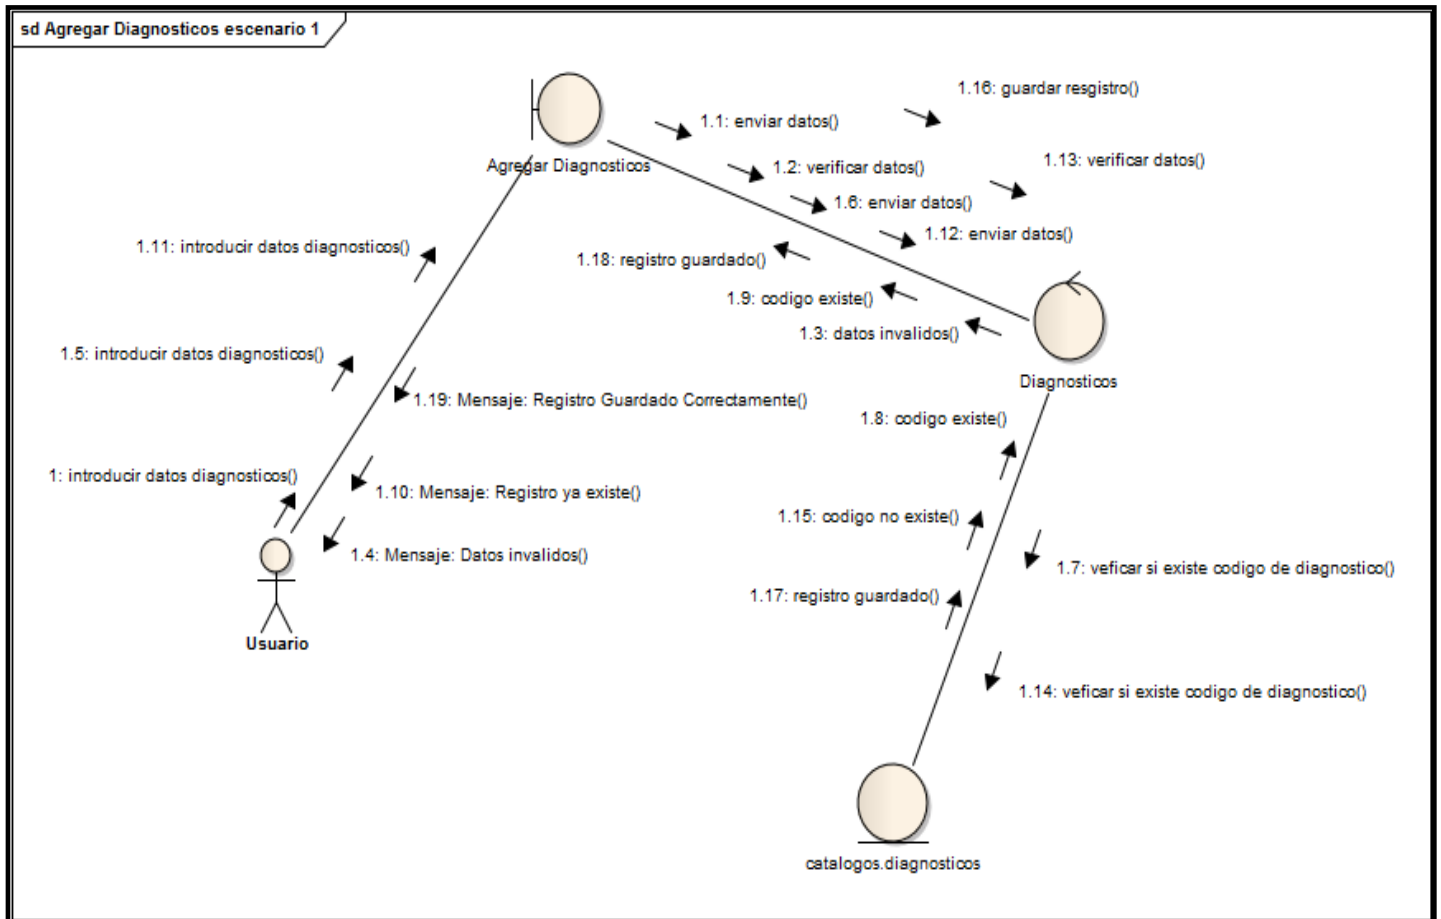 sd Agregar Diagnosticos escenario 1
1.16: guardar resgistro()
1.1: enviar datos()
1.13: verificar datos()
Agregar Diagnosticos
1.2: verificar datos()
1.6: enviar datos()
1.12: enviar datos()
1.11: introducir datos diagnosticos()
1.18: registro guardado()
1.9: codigo existe()
1.3: datos invalidos()
1.5: introducir datos diagnosticos()
Diagnosticos
1.19: Mensaje: Registro Guardado Correctamente()
1.8: codigo existe()
1: introducir datos diagnosticos()
1.10: Mensaje: Registro ya existe()
1.15: codigo no existe()
1.4: Mensaje: Datos invalidos()
1.7: veficar si existe codigo de diagnostico()
1.17: registro guardado()
Usuario
1.14: veficar si existe codigo de diagnostico()
catalogos.diagnosticos